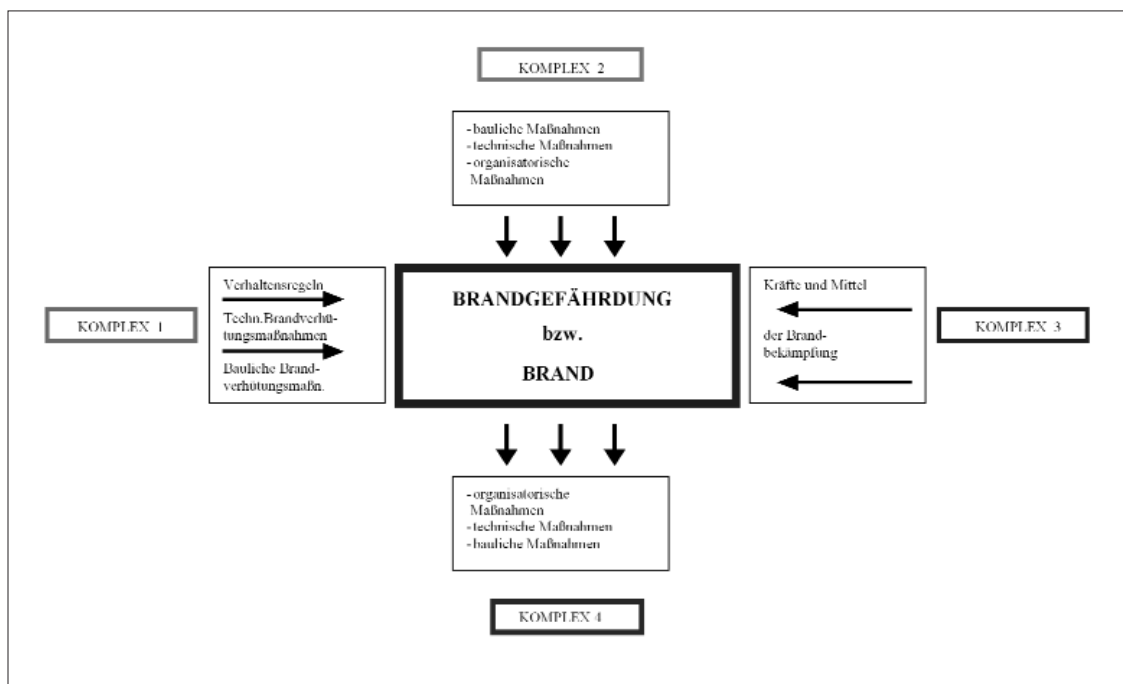 KOMPLEX 2
-bauliche Maßnahmen
-technische Maßnahmen
-organisatorische
Maßnahmen
KOMPLEX 1
Verhaltensregeln
Techn.Brandverhü-
tungsmaßnahmen
Bauliche Brand-
verhütungsmaßn.
BRANDGEFÄHRDUNG
bzw.
BRAND
Kräfte und Mittel
der Brand-
bekämpfung
KOMPLEX 3
-organisatorische
Maßnahmen
-technische Maßnahmen
-bauliche Maßnahmen
KOMPLEX 4